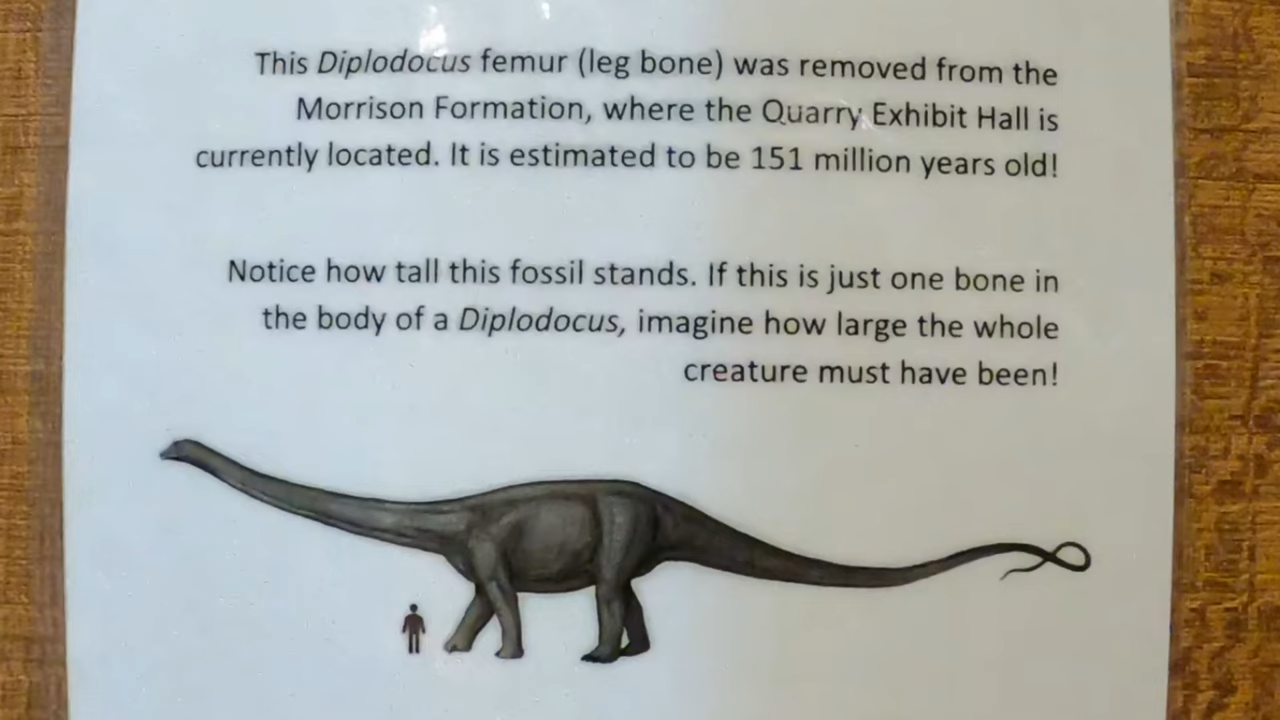 This Diplodocus femur (leg bone) was removed from the
Morrison Formation, where the Quarry Exhibit Hall is
currently located. It is estimated to be 151 million years old!
Notice how tall this fossil stands. If this is just one bone in
the body of a Diplodocus, imagine how large the whole
creature must have been!